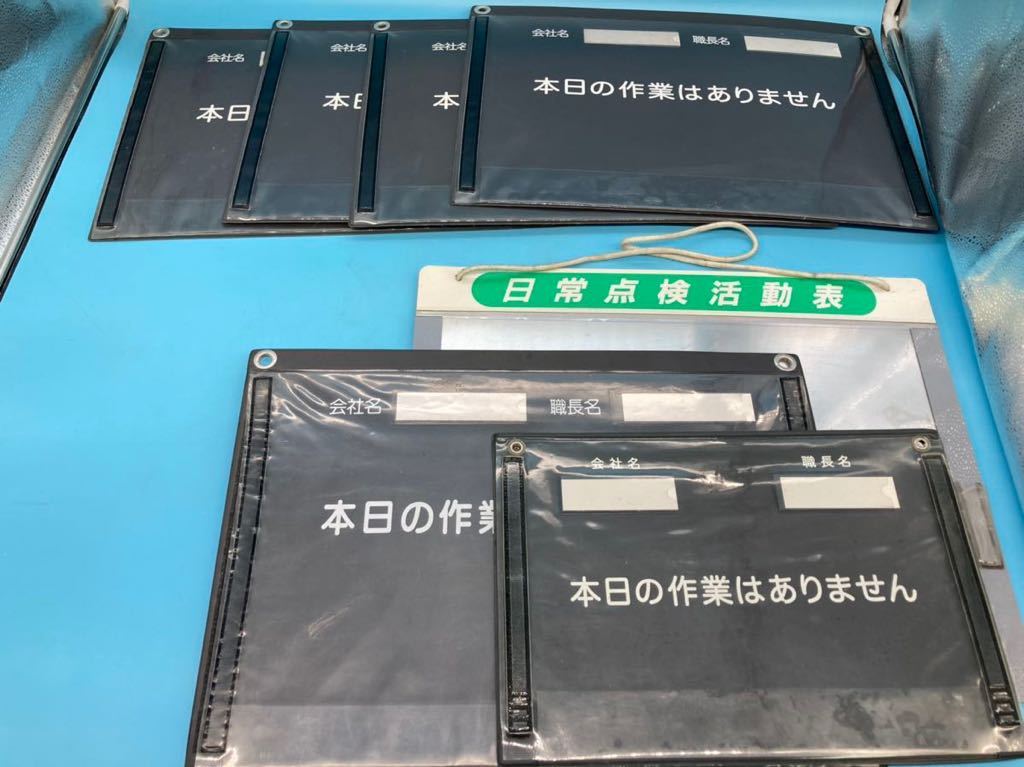 会社名
本日
会社名
本日
会社名
本
会社名 職長名
本日の作業はありません
日常点検活動表
会社名 職長名
本日の作業
会社名 職長名
本日の作業はありません